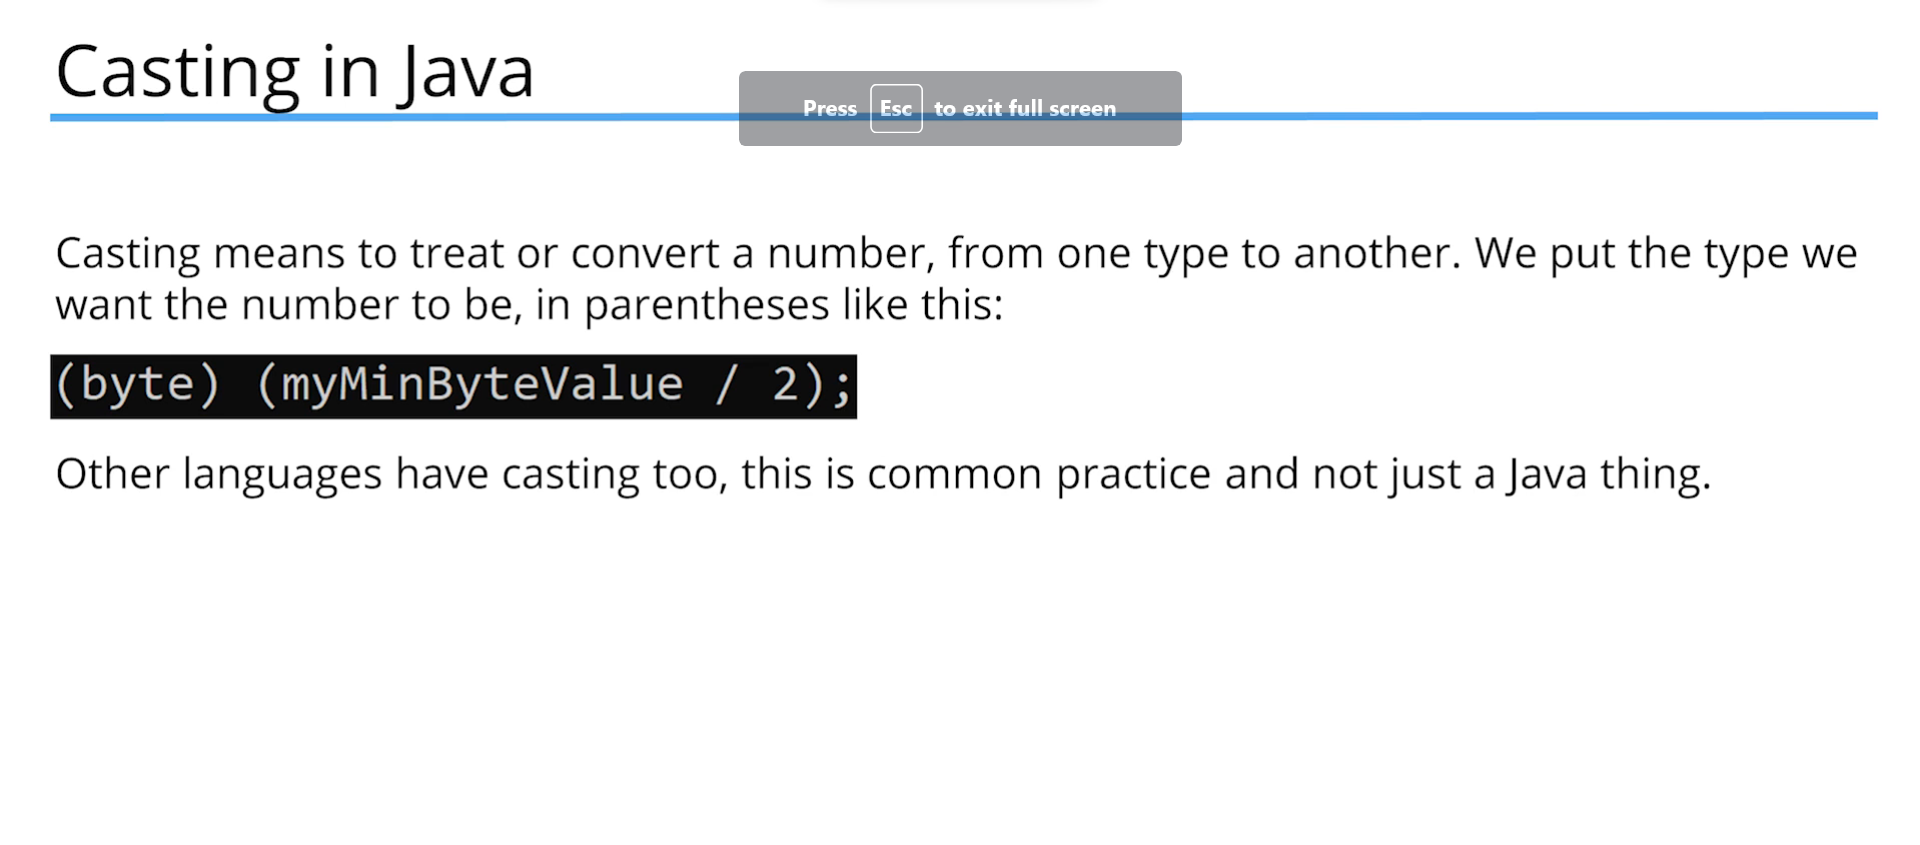 Casting in Java
Press Esc to exit full screen
Casting means to treat or convert a number, from one type to another. We put the type we
want the number to be, in parentheses like this:
(byte) (myMinByteValue / 2);
Other languages have casting too, this is common practice and not just a Java thing.